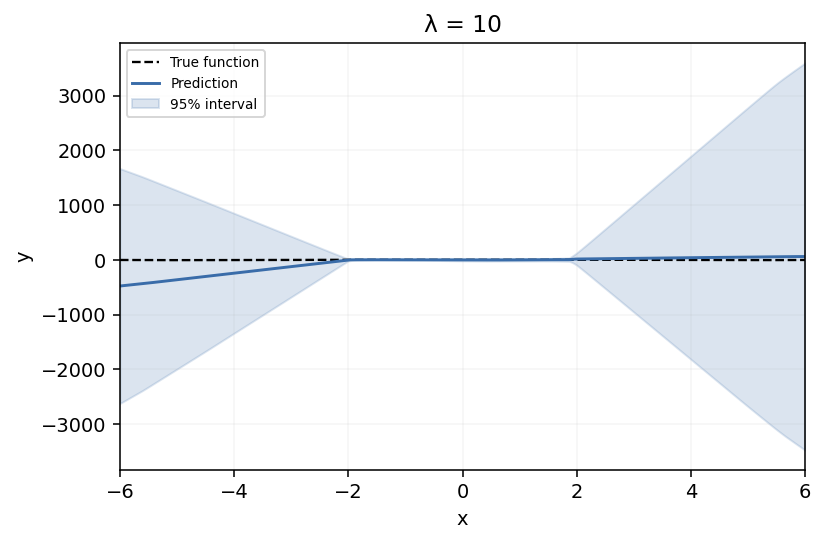 λ = 10
True function
Prediction
95% interval
3000
2000
1000
0
−1000
−2000
−3000
y
−6 −4 −2 0 2 4 6
x